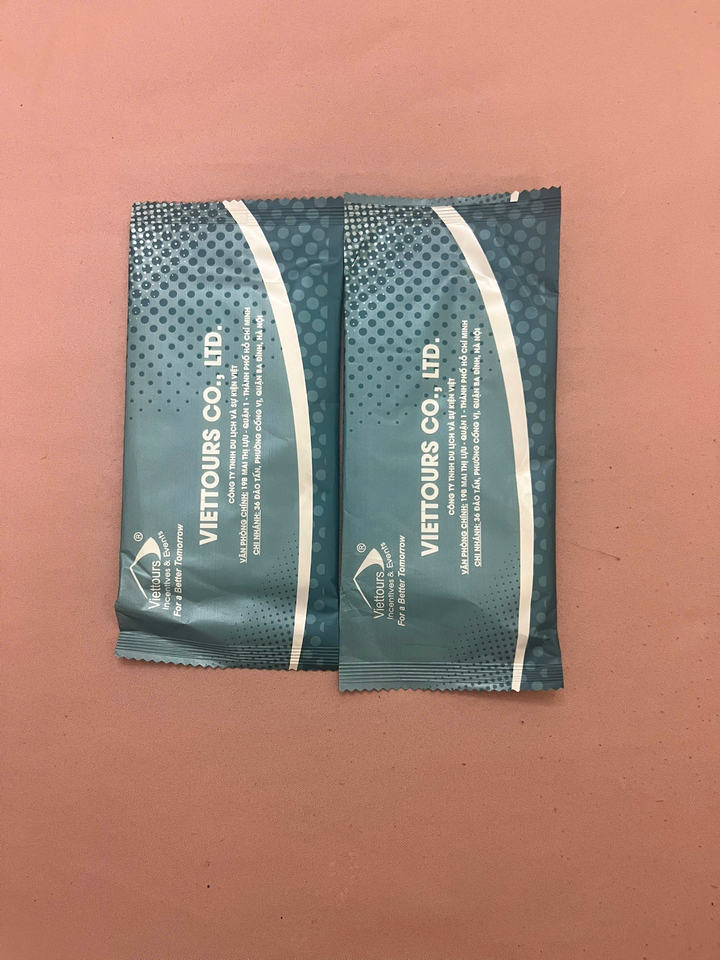 Viettours®
Incentives & Events
For a Better Tomorrow
VIETTOURS CO., LTD.
CÔNG TY TNHH DU LỊCH VÀ SỰ KIỆN VIỆT
VĂN PHÒNG CHÍNH: 19B MAI THỊ LỰU - QUẬN 1 - THÀNH PHỐ HỒ CHÍ MINH
CHI NHÁNH: 36 ĐÀO TẤN, PHƯỜNG CỐNG VỊ, QUẬN BA ĐÌNH, HÀ NỘI
Viettours®
Incentives & Events
For a Better Tomorrow
VIETTOURS CO., LTD.
CÔNG TY TNHH DU LỊCH VÀ SỰ KIỆN VIỆT
VĂN PHÒNG CHÍNH: 19B MAI THỊ LỰU - QUẬN 1 - THÀNH PHỐ HỒ CHÍ MINH
CHI NHÁNH: 36 ĐÀO TẤN, PHƯỜNG CỐNG VỊ, QUẬN BA ĐÌNH, HÀ NỘI